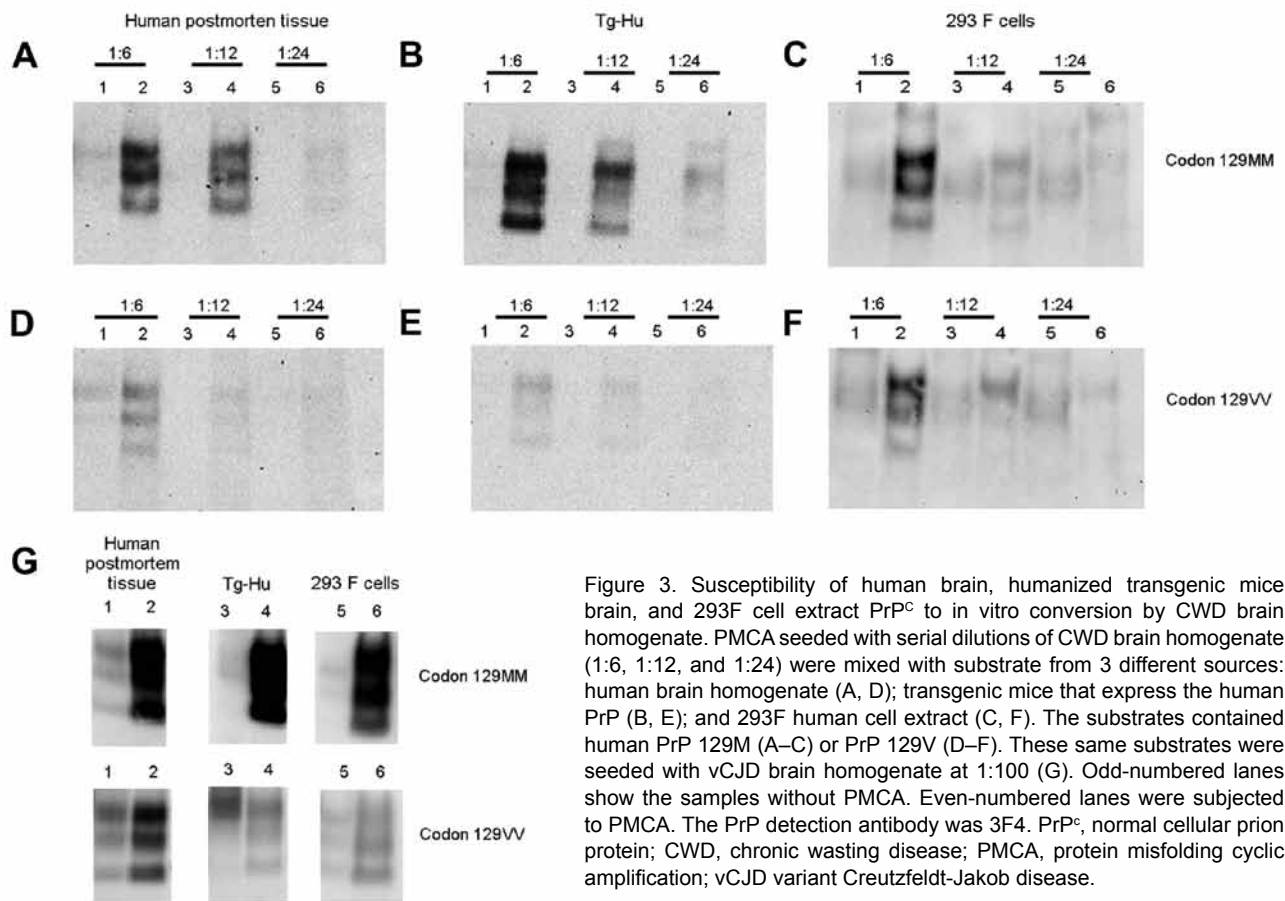 Human postmorten tissue
Tg-Hu
293 F cells
A
1:6
1:12
1:24
1 2 3 4 5 6
B
1:6
1:12
1:24
1 2 3 4 5 6
C
1:6
1:12
1:24
1 2 3 4 5 6
Codon 129MM
D
1:6
1:12
1:24
1 2 3 4 5 6
E
1:6
1:12
1:24
1 2 3 4 5 6
F
1:6
1:12
1:24
1 2 3 4 5 6
Codon 129VV
G
Human
postmortem
tissue
Tg-Hu
293 F cells
1 2 3 4 5 6
Codon 129MM
1 2 3 4 5 6
Codon 129VV
Figure 3. Susceptibility of human brain, humanized transgenic mice
brain, and 293F cell extract PrPC to in vitro conversion by CWD brain
homogenate. PMCA seeded with serial dilutions of CWD brain homogenate
(1:6, 1:12, and 1:24) were mixed with substrate from 3 different sources:
human brain homogenate (A, D); transgenic mice that express the human
PrP (B, E); and 293F human cell extract (C, F). The substrates contained
human PrP 129M (A–C) or PrP 129V (D–F). These same substrates were
seeded with vCJD brain homogenate at 1:100 (G). Odd-numbered lanes
show the samples without PMCA. Even-numbered lanes were subjected
to PMCA. The PrP detection antibody was 3F4. PrPc, normal cellular prion
protein; CWD, chronic wasting disease; PMCA, protein misfolding cyclic
amplification; vCJD variant Creutzfeldt-Jakob disease.